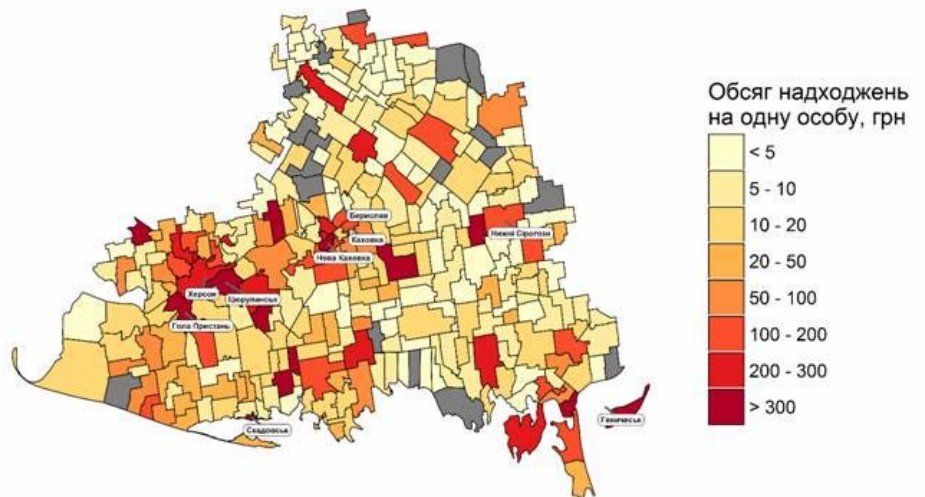 Обсяг надходжень
на одну особу, грн
< 5
5 - 10
10 - 20
20 - 50
50 - 100
100 - 200
200 - 300
> 300
Берислав
Каховка
Нова Каховка
Нижні Сірогози
Херсон
Цюрупинськ
Гола Пристань
Скадовськ
Генічеськ